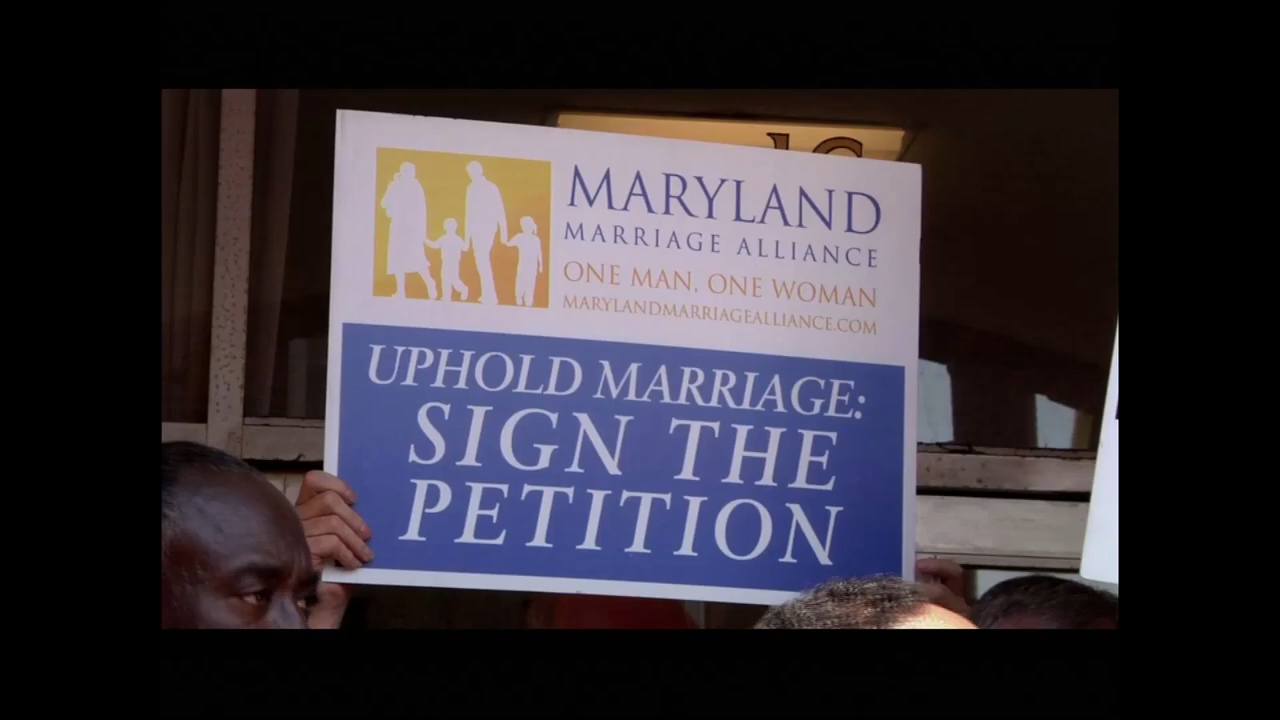 MARYLAND
MARRIAGE ALLIANCE
ONE MAN, ONE WOMAN
MARYLANDMARRIAGEALLIANCE.COM
UPHOLD MARRIAGE:
SIGN THE
PETITION